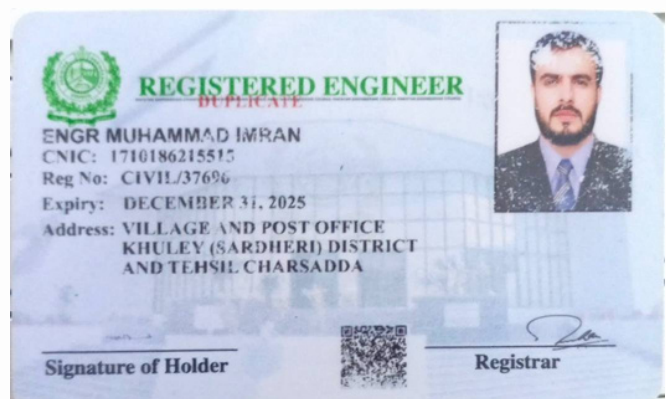 REGISTERED ENGINEER
DUPLICATE
ENGR MUHAMMAD IMRAN
CNIC: 1710186215515
Reg No: CIVIL/37696
Expiry: DECEMBER 31, 2025
Address: VILLAGE AND POST OFFICE
KHULEY (SARDHERI) DISTRICT
AND TEHSIL CHARSADDA
Signature of Holder
Registrar